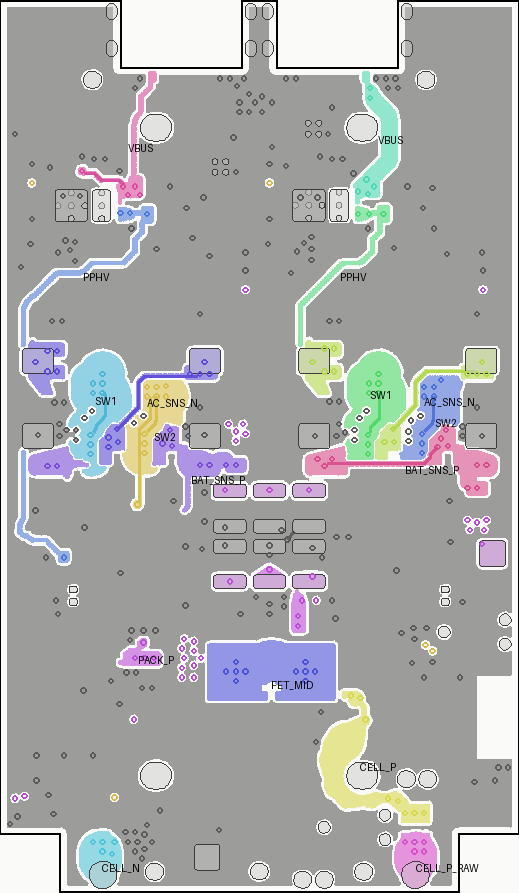 VBUS
VBUS
PPHV
PPHV
SW1
AC_SNS_N
SW2
BAT_SNS_P
SW1
AC_SNS_N
SW2
BAT_SNS_P
PACK_P
FET_MID
CELL_P
CELL_N
CELL_P_RAW